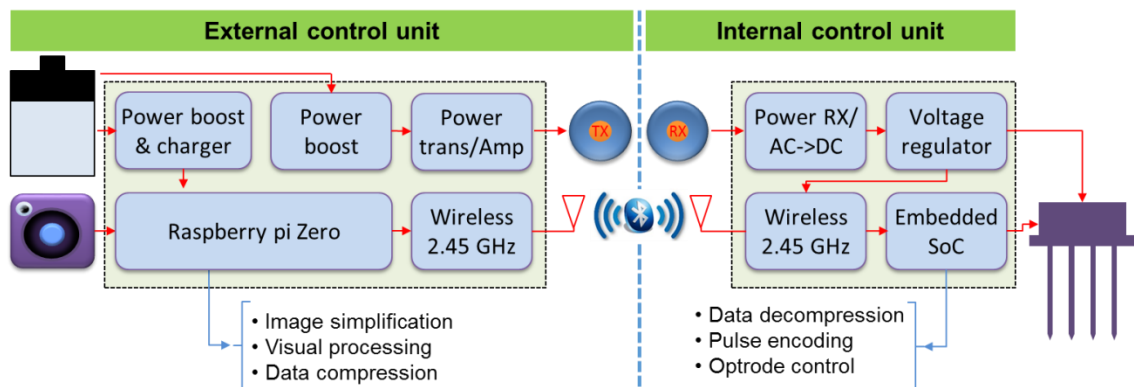 External control unit
Internal control unit
Power boost
& charger
Power
boost
Power
trans/Amp
TX
RX
Power RX/
AC->DC
Voltage
regulator
Raspberry pi Zero
Wireless
2.45 GHz
Wireless
2.45 GHz
Embedded
SoC
• Image simplification
• Visual processing
• Data compression
• Data decompression
• Pulse encoding
• Optrode control